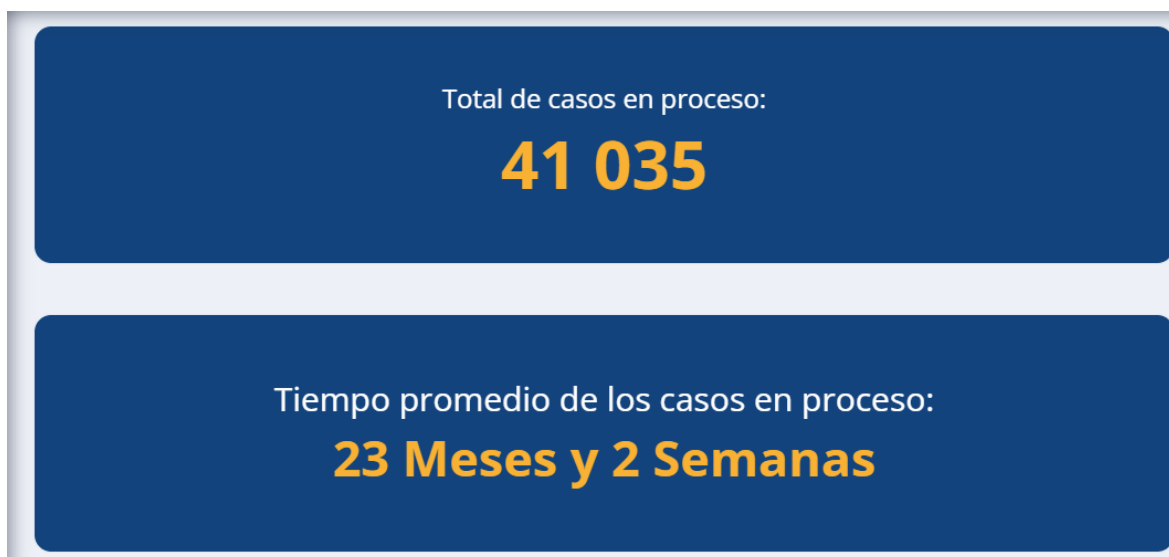 Total de casos en proceso:
41 035
Tiempo promedio de los casos en proceso:
23 Meses y 2 Semanas